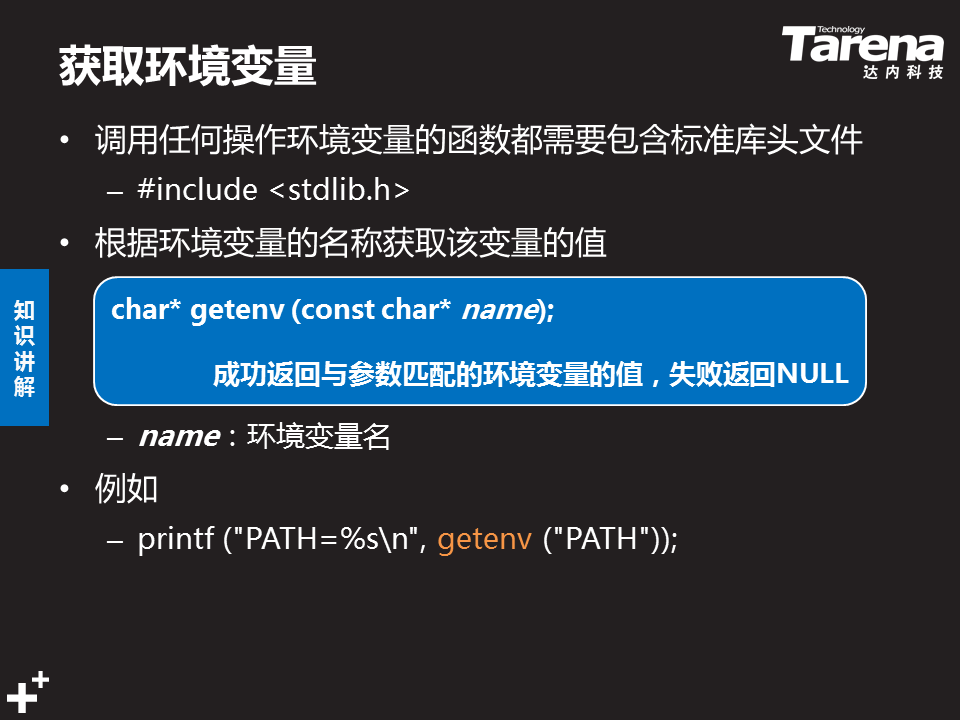 获取环境变量
Technology
Tarena
达内科技
• 调用任何操作环境变量的函数都需要包含标准库头文件
– #include <stdlib.h>
• 根据环境变量的名称获取该变量的值
知识讲解
char* getenv (const char* name);
成功返回与参数匹配的环境变量的值，失败返回NULL
– name：环境变量名
• 例如
– printf ("PATH=%s\n", getenv ("PATH"));